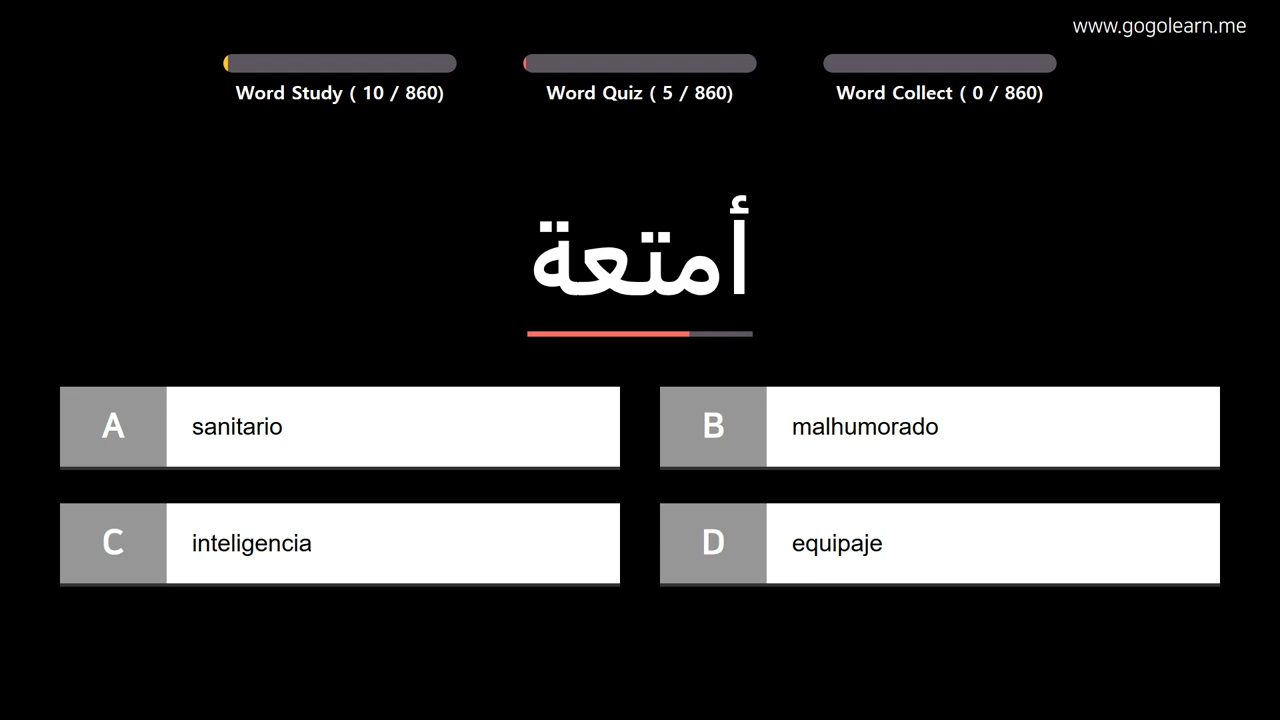 www.gogolearn.me
Word Study ( 10 / 860)
Word Quiz ( 5 / 860)
Word Collect ( 0 / 860)
أمتعة
A sanitario
B malhumorado
C inteligencia
D equipaje